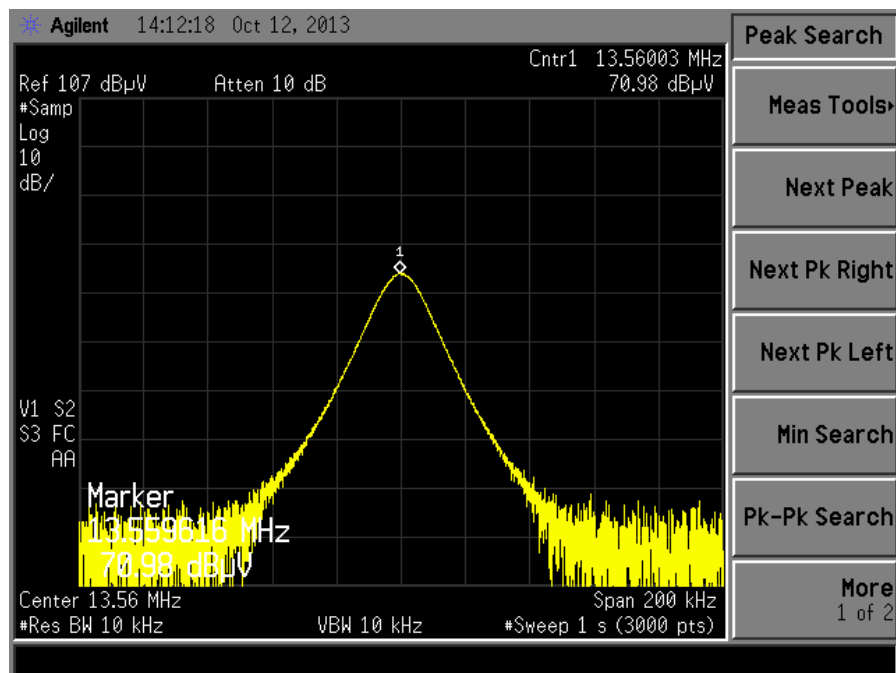 Agilent 14:12:18 Oct 12, 2013
Peak Search
Cntr1 13.56003 MHz
Ref 107 dBµV Atten 10 dB 70.98 dBµV
#Samp
Log
10
dB/
1
V1 S2
S3 FC
AA
Marker
13.559616 MHz
70.98 dBµV
Center 13.56 MHz Span 200 kHz
#Res BW 10 kHz VBW 10 kHz #Sweep 1 s (3000 pts)
Meas Tools▸
Next Peak
Next Pk Right
Next Pk Left
Min Search
Pk-Pk Search
More
1 of 2